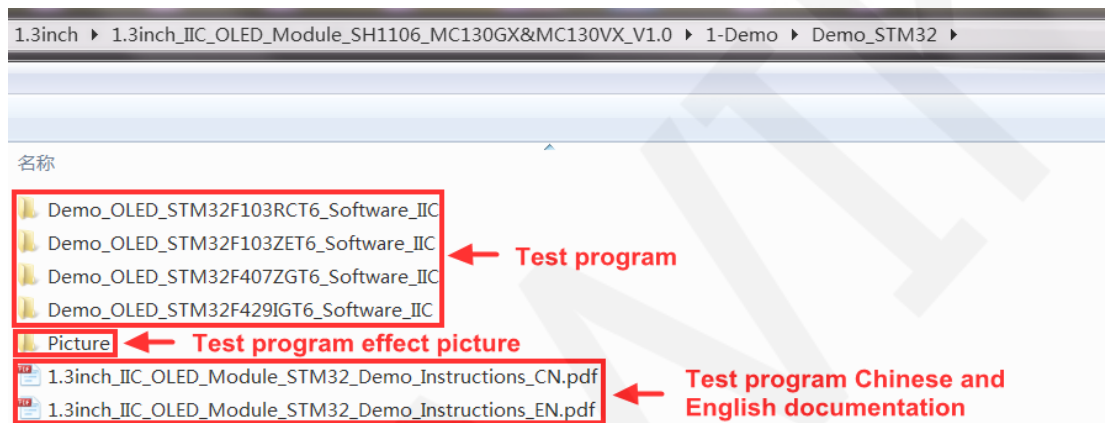 1.3inch ▸ 1.3inch_IIC_OLED_Module_SH1106_MC130GX&MC130VX_V1.0 ▸ 1-Demo ▸ Demo_STM32 ▸
名称
Demo_OLED_STM32F103RCT6_Software_IIC
Demo_OLED_STM32F103ZET6_Software_IIC
Test program
Demo_OLED_STM32F407ZGT6_Software_IIC
Demo_OLED_STM32F429IGT6_Software_IIC
Picture
Test program effect picture
1.3inch_IIC_OLED_Module_STM32_Demo_Instructions_CN.pdf
1.3inch_IIC_OLED_Module_STM32_Demo_Instructions_EN.pdf
Test program Chinese and
English documentation